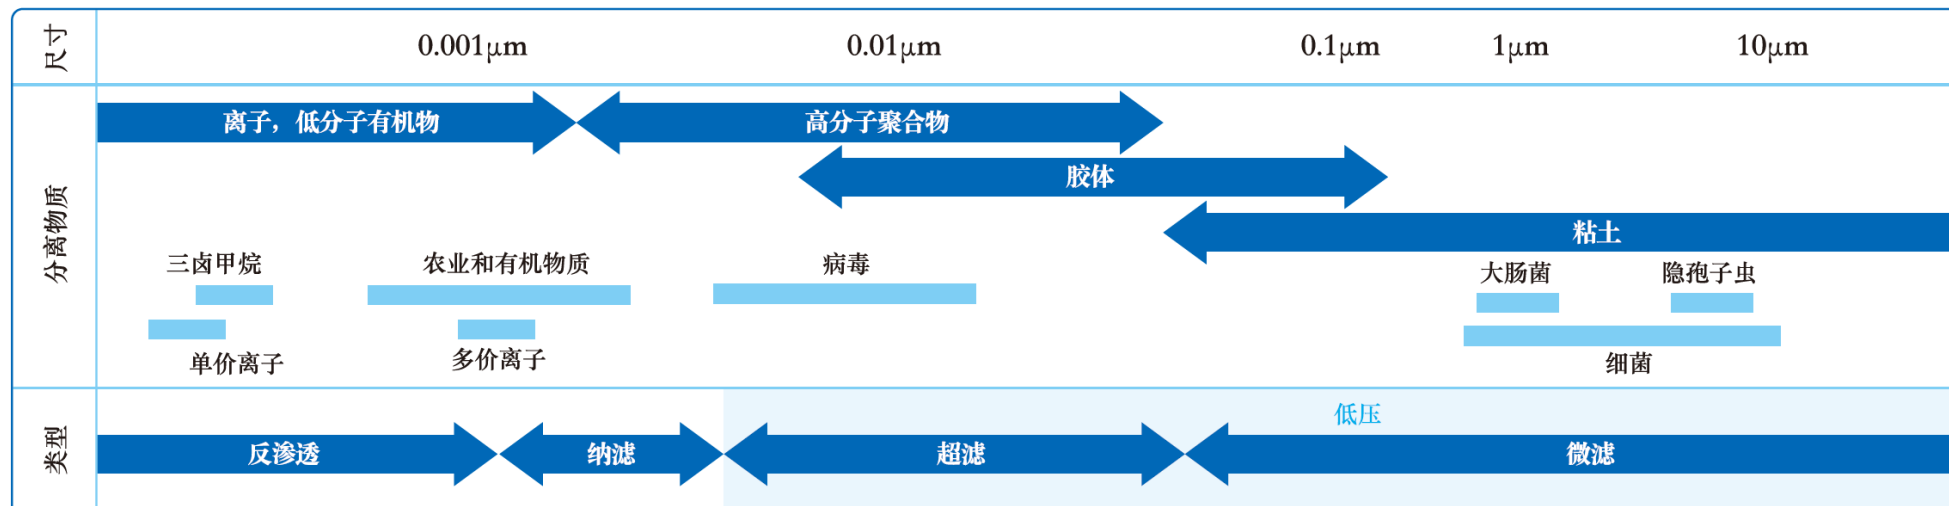 尺寸
0.001μm
0.01μm
0.1μm
1μm
10μm
分离物质
离子，低分子有机物
高分子聚合物
胶体
粘土
三卤甲烷
农业和有机物质
病毒
大肠菌
隐孢子虫
单价离子
多价离子
细菌
类型
低压
反渗透
纳滤
超滤
微滤